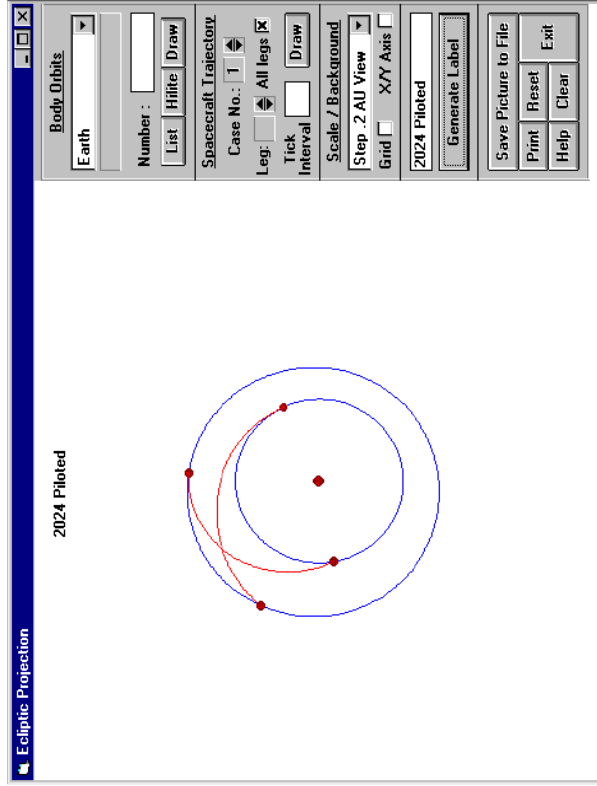 Ecliptic Projection
2024 Piloted
Body Orbits
Earth
Number :
List Hilite Draw
Spacecraft Trajectory
Case No.: 1
Leg: All legs
Tick
Interval
Draw
Scale / Background
Step .2 AU View
Grid X/Y Axis
2024 Piloted
Generate Label
Save Picture to File
Print Reset
Exit
Help Clear